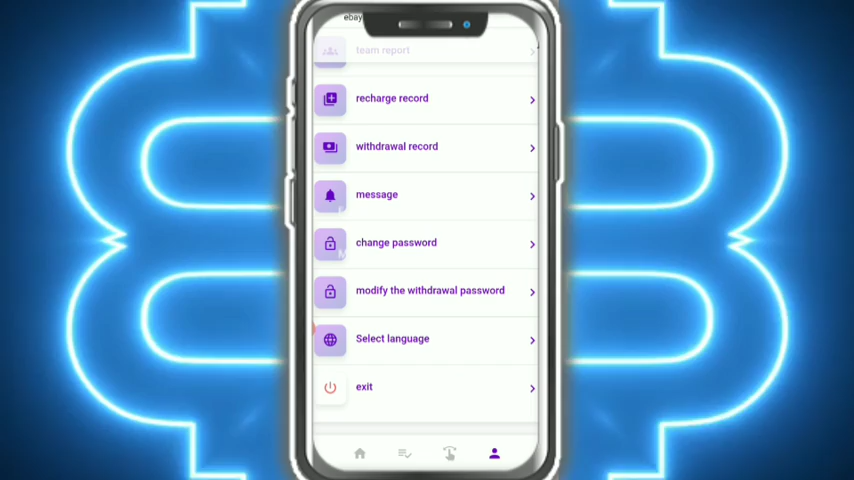 ebay
team report
recharge record
withdrawal record
message
change password
modify the withdrawal password
Select language
exit